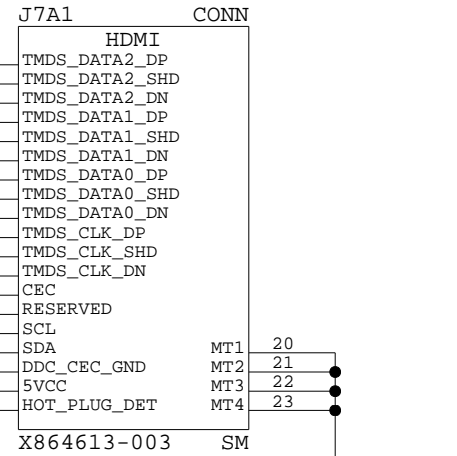 J7A1 CONN
HDMI
TMDS_DATA2_DP
TMDS_DATA2_SHD
TMDS_DATA2_DN
TMDS_DATA1_DP
TMDS_DATA1_SHD
TMDS_DATA1_DN
TMDS_DATA0_DP
TMDS_DATA0_SHD
TMDS_DATA0_DN
TMDS_CLK_DP
TMDS_CLK_SHD
TMDS_CLK_DN
CEC
RESERVED
SCL
SDA MT1 20
DDC_CEC_GND MT2 21
5VCC MT3 22
HOT_PLUG_DET MT4 23
X864613-003 SM